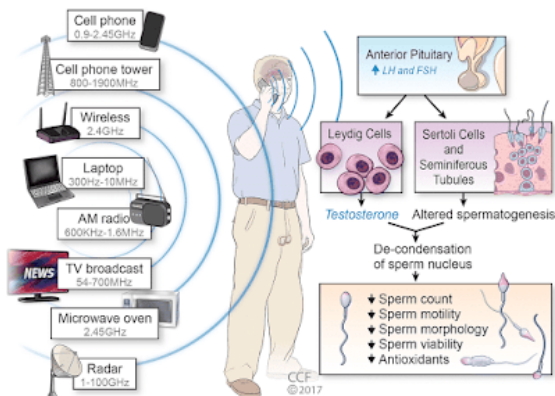 Cell phone
0.9-2.45GHz
Cell phone tower
800-1900MHz
Wireless
2.4GHz
Laptop
300Hz-10MHz
AM radio
600KHz-1.6MHz
TV broadcast
54-700MHz
NEWS
Microwave oven
2.45GHz
Radar
1-100GHz
Anterior Pituitary
↑ LH and FSH
Leydig Cells
Sertoli Cells
and
Seminiferous
Tubules
Testosterone
Altered spermatogenesis
De-condensation
of sperm nucleus
↓ Sperm count
↓ Sperm motility
↓ Sperm morphology
↓ Sperm viability
↓ Antioxidants
CCF
©2017